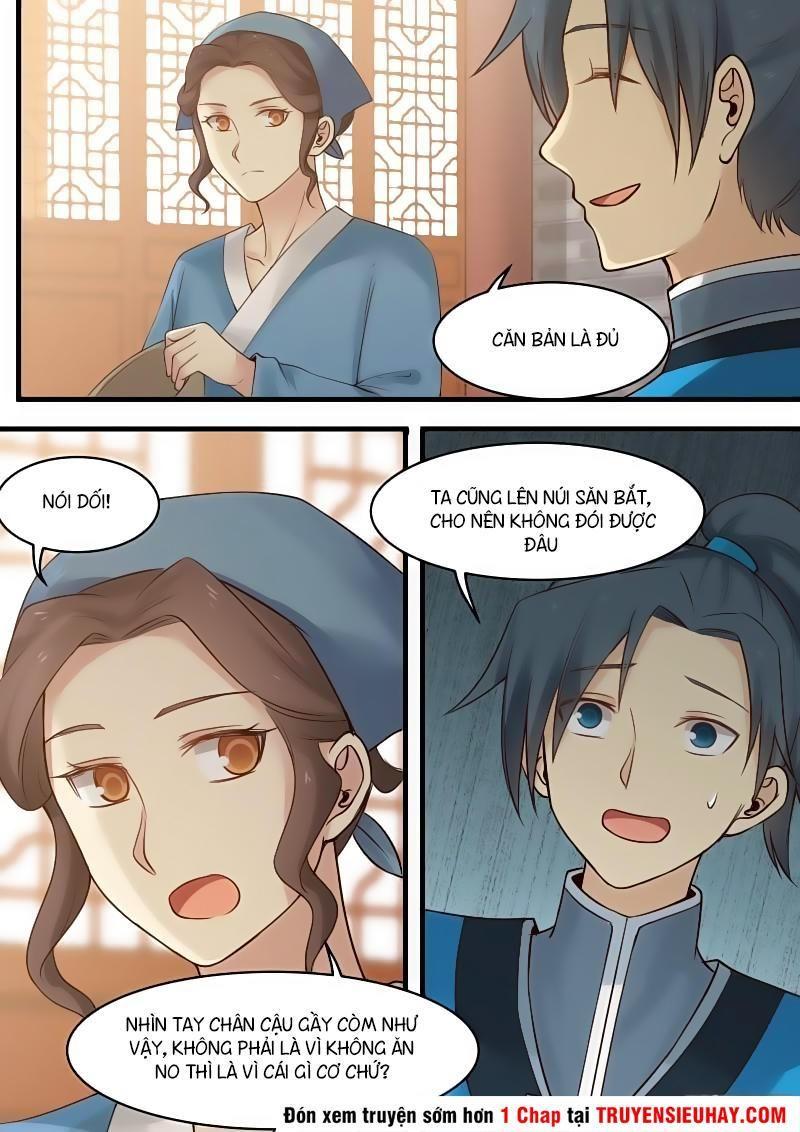 CĂN BẢN LÀ ĐỦ
NÓI DỐI!
TA CŨNG LÊN NÚI SĂN BẮT,
CHO NÊN KHÔNG ĐÓI ĐƯỢC
ĐÂU
NHÌN TAY CHÂN CẬU GẦY CÒM NHƯ
VẬY, KHÔNG PHẢI LÀ VÌ KHÔNG ĂN
NO THÌ LÀ VÌ CÁI GÌ CƠ CHỨ?
Đón xem truyện sớm hơn 1 Chap tại TRUYENSIEUHAY.com